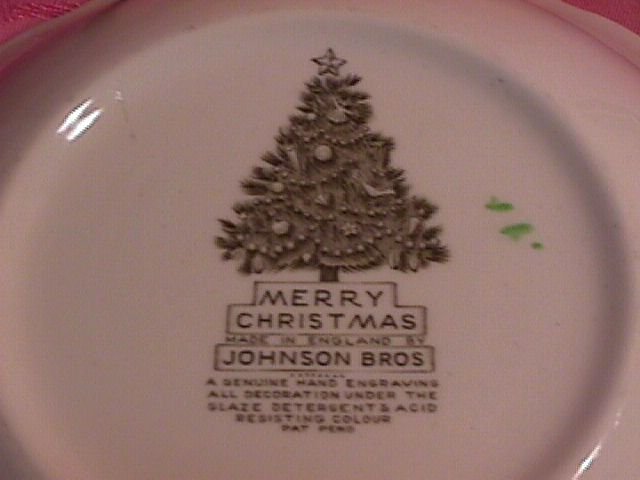 MERRY
CHRISTMAS
MADE IN ENGLAND BY
JOHNSON BROS
A GENUINE HAND ENGRAVING
ALL DECORATION UNDER THE
GLAZE DETERGENT & ACID
RESISTING COLOUR
PAT PEND